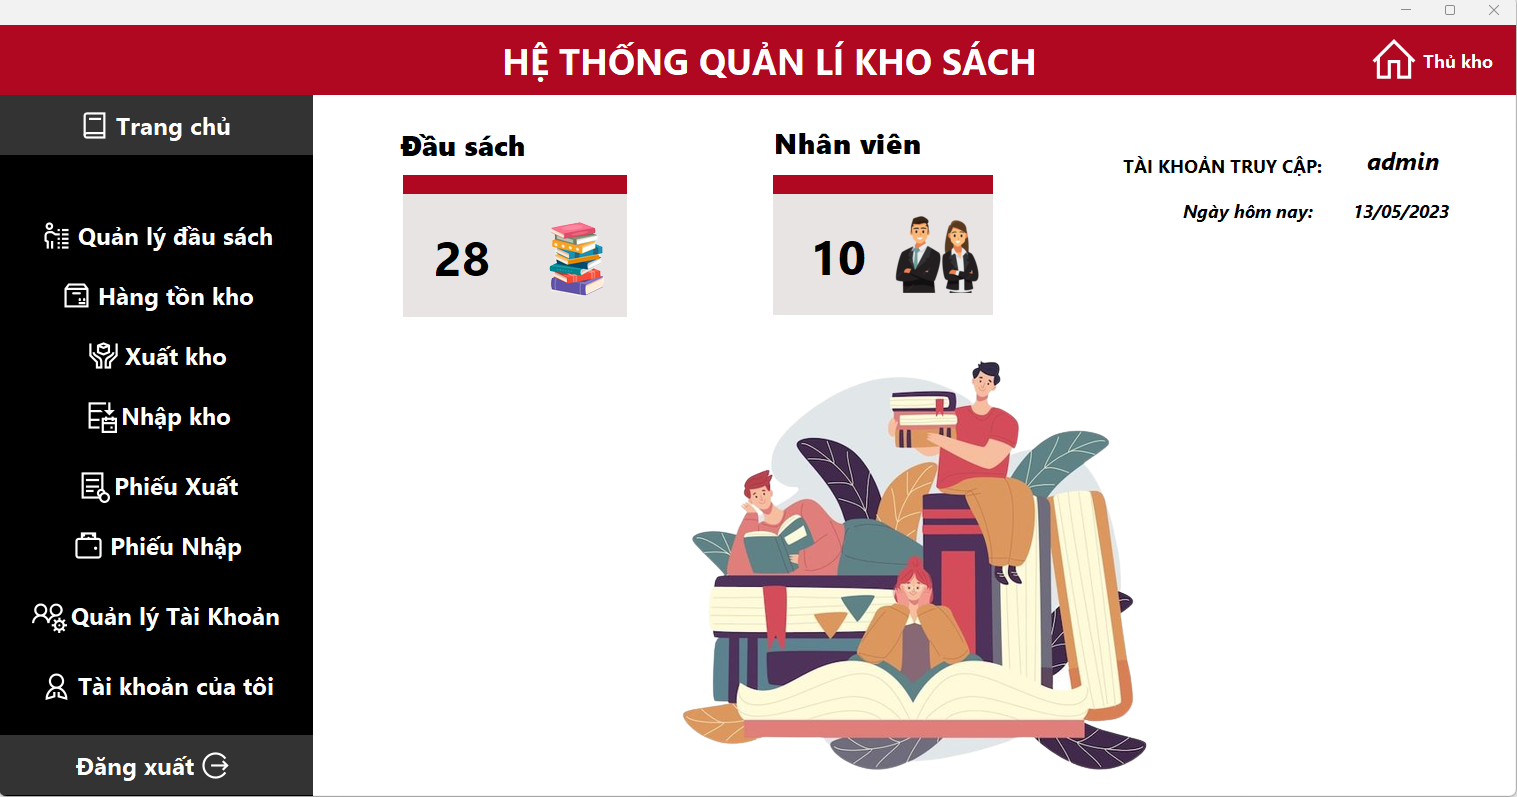 HỆ THỐNG QUẢN LÍ KHO SÁCH
Thủ kho
Trang chủ
Quản lý đầu sách
Hàng tồn kho
Xuất kho
Nhập kho
Phiếu Xuất
Phiếu Nhập
Quản lý Tài Khoản
Tài khoản của tôi
Đăng xuất
Đầu sách
28
Nhân viên
10
TÀI KHOẢN TRUY CẬP: admin
Ngày hôm nay: 13/05/2023